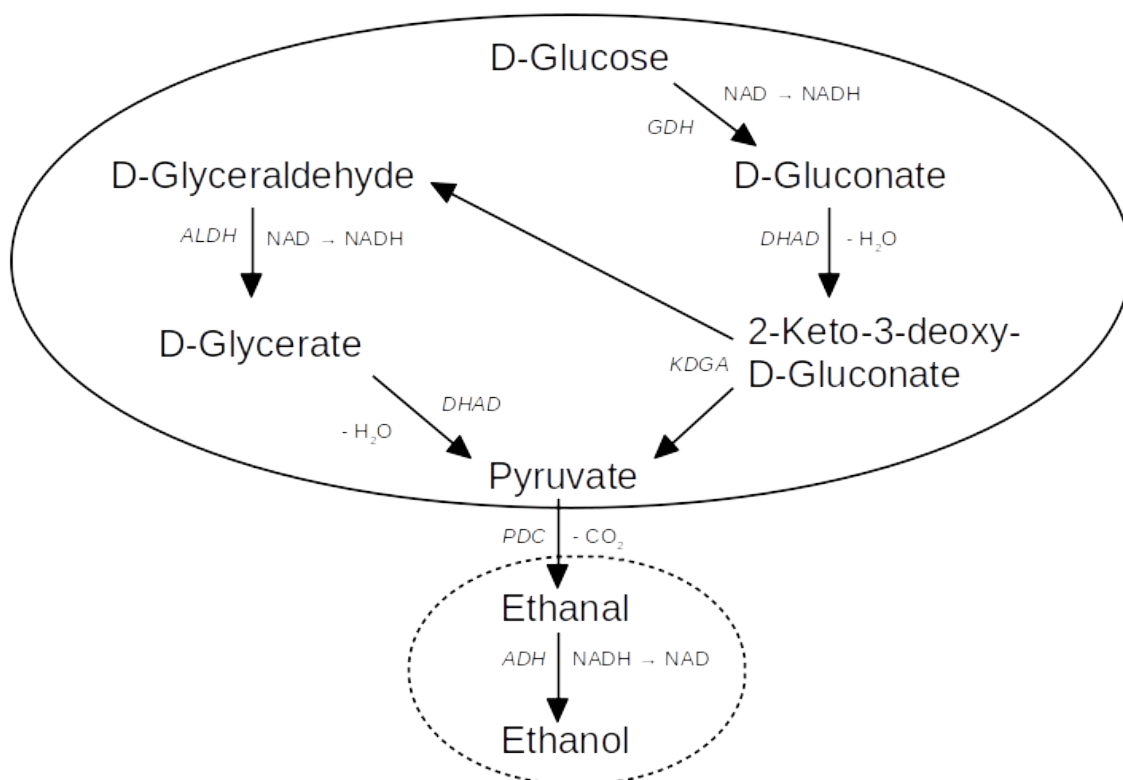 D-Glucose
NAD → NADH
GDH
D-Glyceraldehyde
D-Gluconate
ALDH
NAD → NADH
DHAD
- H₂O
D-Glycerate
2-Keto-3-deoxy-
D-Gluconate
KDGA
DHAD
- H₂O
Pyruvate
PDC
- CO₂
Ethanal
ADH
NADH → NAD
Ethanol